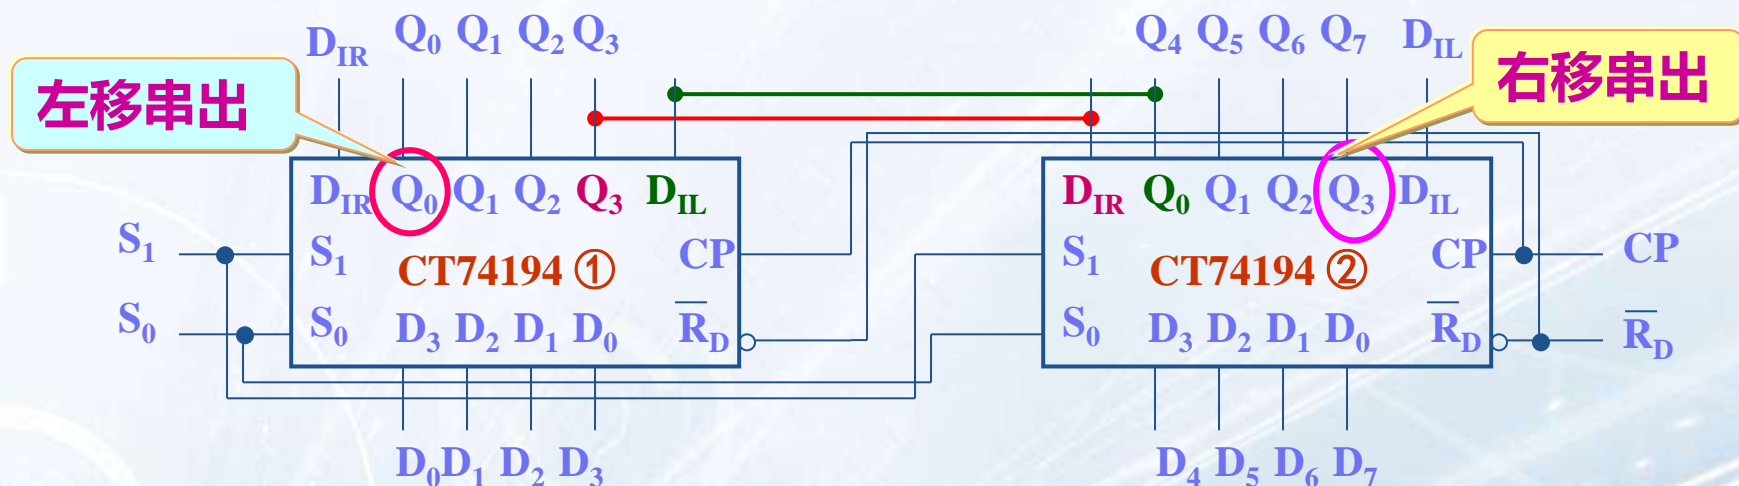 D_IR Q_0 Q_1 Q_2 Q_3 Q_4 Q_5 Q_6 Q_7 D_IL
左移串出 右移串出
D_IR Q_0 Q_1 Q_2 Q_3 D_IL D_IR Q_0 Q_1 Q_2 Q_3 D_IL
S_1 S_1 CT74194 ① CP S_1 CT74194 ② CP CP
S_0 S_0 D_3 D_2 D_1 D_0 R̅_D S_0 D_3 D_2 D_1 D_0 R̅_D R̅_D
D_0 D_1 D_2 D_3 D_4 D_5 D_6 D_7